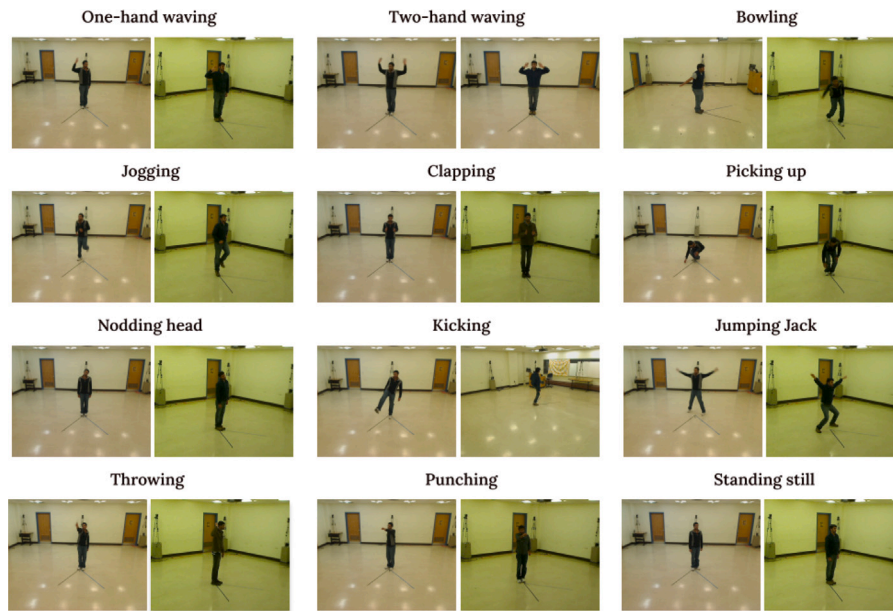 One-hand waving
Two-hand waving
Bowling
Jogging
Clapping
Picking up
Nodding head
Kicking
Jumping Jack
Throwing
Punching
Standing still